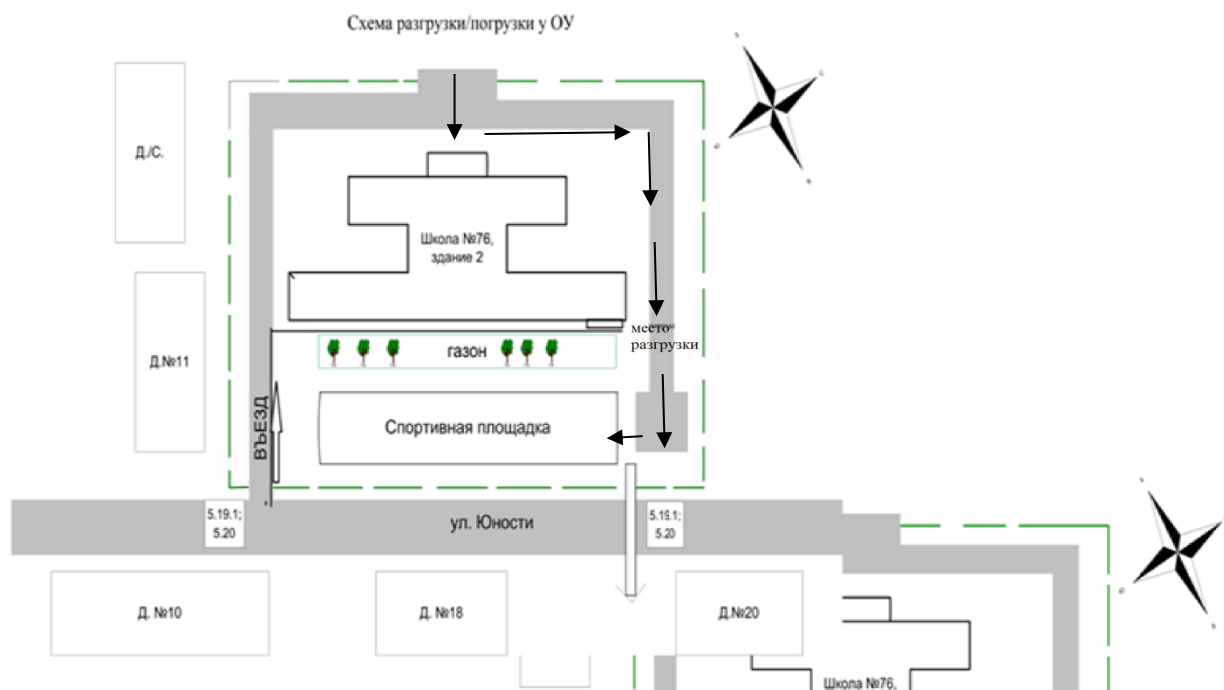 Схема разгрузки/погрузки у ОУ
Д./С.
Школа №76,
здание 2
место
разгрузки
газон
Д.№11
ВЪЕЗД
Спортивная площадка
5.19.1;
5.20
ул. Юности
5.19.1;
5.20
Д. №10
Д. №18
Д.№20
Школа №76,